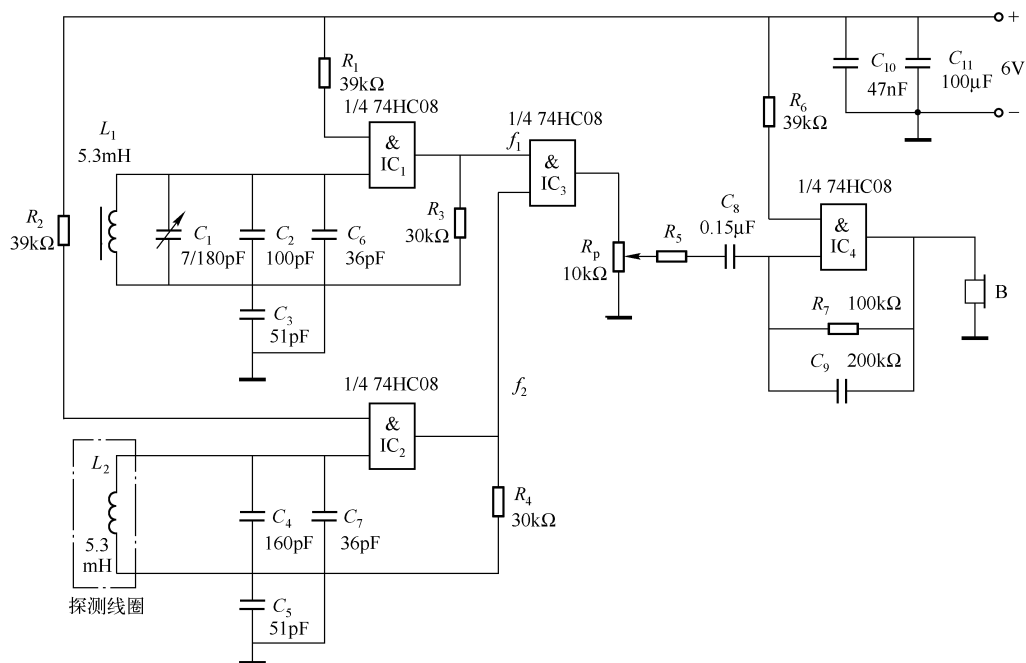 R1
39kΩ
1/4 74HC08
&
IC1
L1
5.3mH
R2
39kΩ
C1
7/180pF
C2
100pF
C6
36pF
R3
30kΩ
C3
51pF
f1
1/4 74HC08
&
IC3
Rp
10kΩ
R5
C8
0.15μF
R6
39kΩ
1/4 74HC08
&
IC4
R7 100kΩ
C9 200kΩ
B
C10
47nF
C11
100μF
6V
+
−
1/4 74HC08
&
IC2
f2
L2
5.3
mH
探测线圈
C4
160pF
C7
36pF
R4
30kΩ
C5
51pF